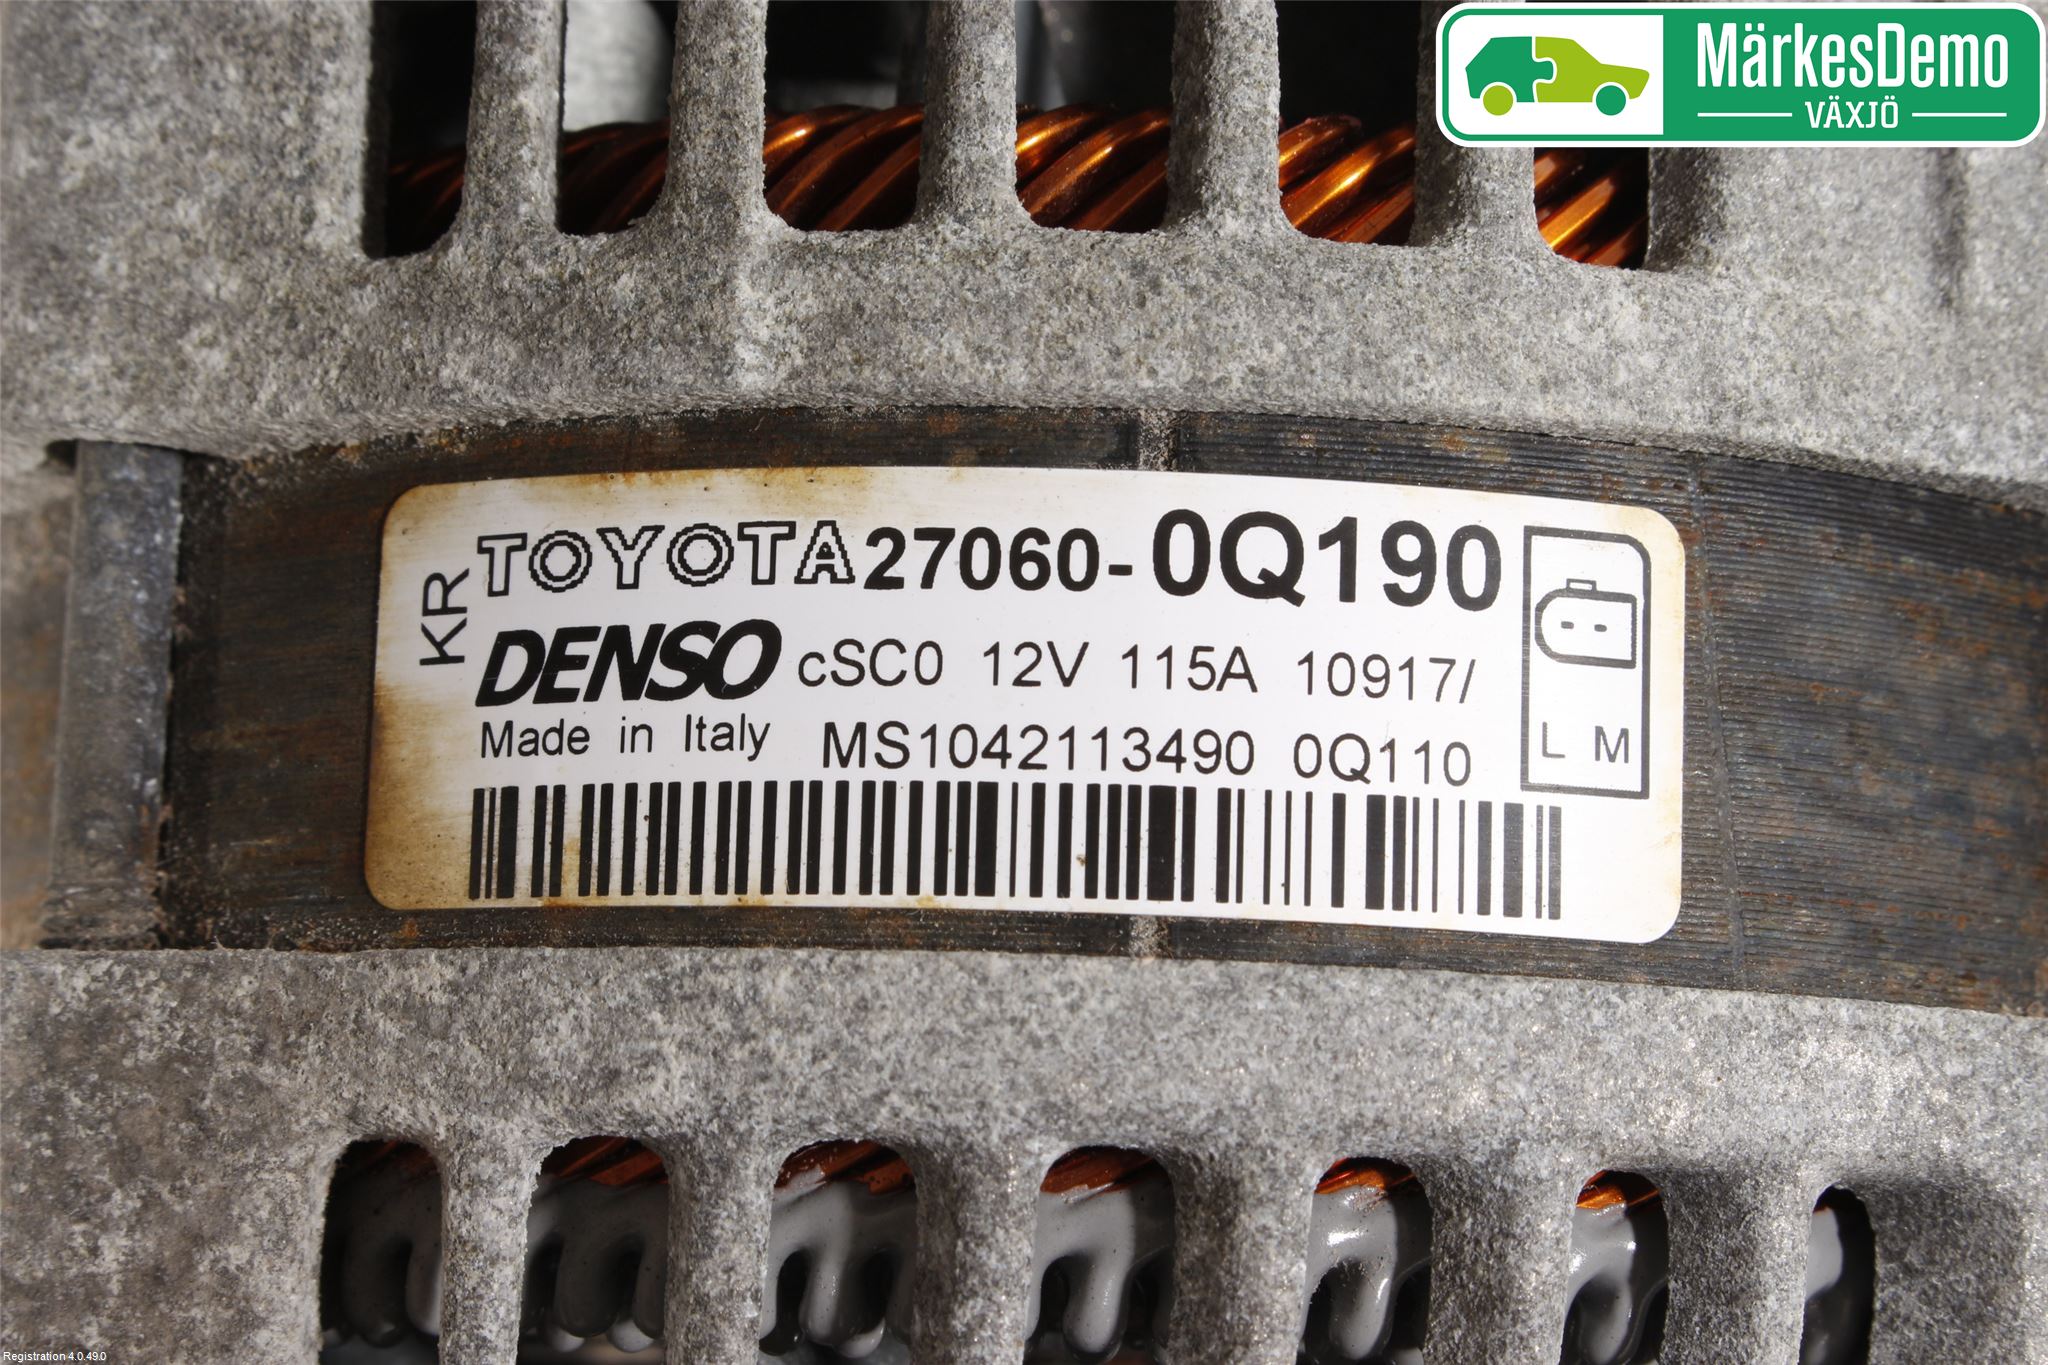 MärkesDemo
VÄXJÖ
KR
TOYOTA 27060-0Q190
DENSO cSC0 12V 115A 10917/
Made in Italy MS1042113490 0Q110
L M
Registration 4.0.49.0